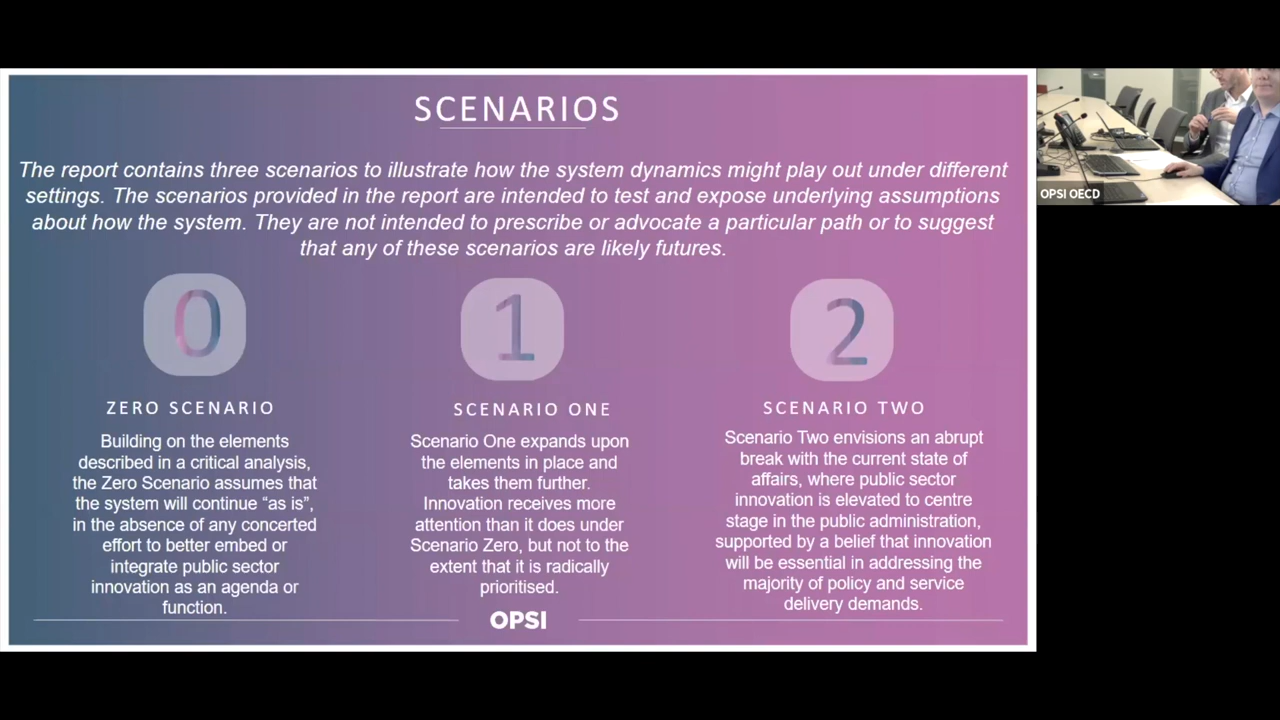 SCENARIOS
The report contains three scenarios to illustrate how the system dynamics might play out under different
settings. The scenarios provided in the report are intended to test and expose underlying assumptions
about how the system. They are not intended to prescribe or advocate a particular path or to suggest
that any of these scenarios are likely futures.
0
ZERO SCENARIO
Building on the elements
described in a critical analysis,
the Zero Scenario assumes that
the system will continue “as is”,
in the absence of any concerted
effort to better embed or
integrate public sector
innovation as an agenda or
function.
1
SCENARIO ONE
Scenario One expands upon
the elements in place and
takes them further.
Innovation receives more
attention than it does under
Scenario Zero, but not to the
extent that it is radically
prioritised.
2
SCENARIO TWO
Scenario Two envisions an abrupt
break with the current state of
affairs, where public sector
innovation is elevated to centre
stage in the public administration,
supported by a belief that innovation
will be essential in addressing the
majority of policy and service
delivery demands.
OPSI
OPSI OECD